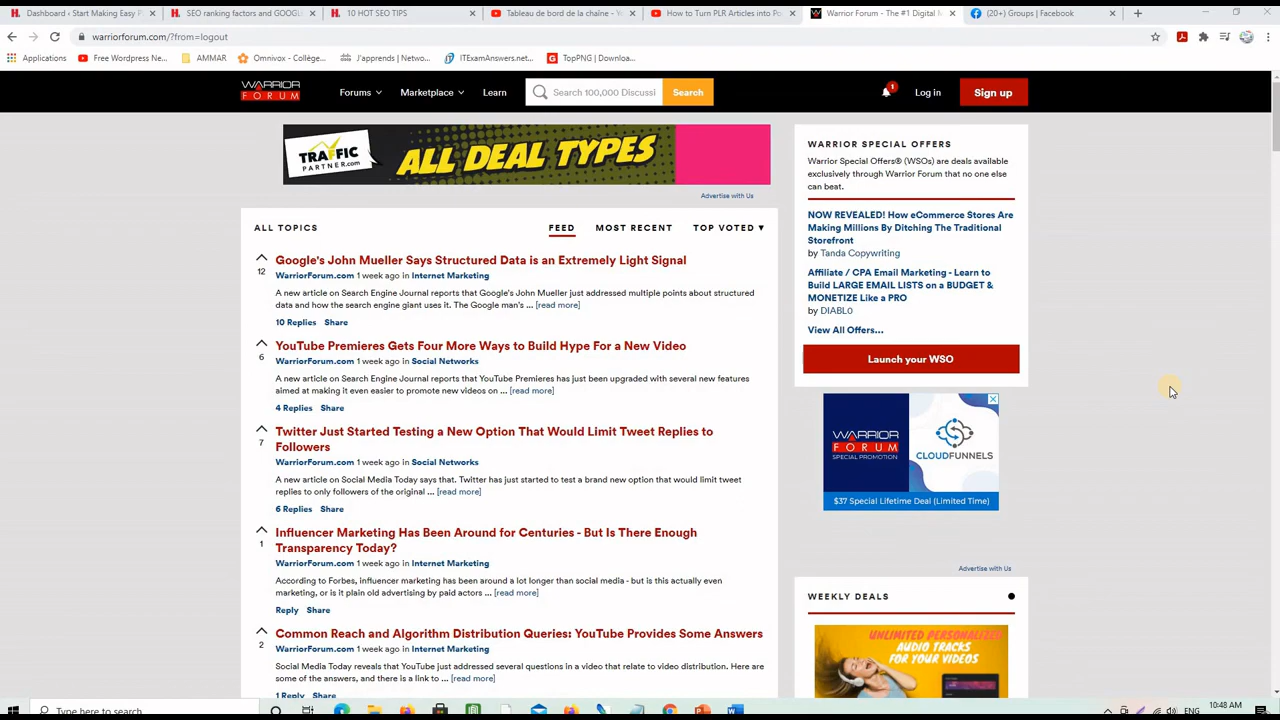 Dashboard | Start Making Easy P
SEO ranking factors and GOOGL
10 HOT SEO TIPS
Tableau de bord de la chaîne - Yo
How to Turn PLR Articles into Po
Warrior Forum - The #1 Digital M
(20+) Groups | Facebook
warriorforum.com/?from=logout
Applications
Free Wordpress Ne...
AMMAR
Omnivox - Collège...
J'apprends | Netwo...
ITExamAnswers.net...
TopPNG | Downloa...
WARRIOR
FORUM
Forums
Marketplace
Learn
Search 100,000 Discussi
Search
1
Log in
Sign up
TRAFFIC
PARTNER.com
ALL DEAL TYPES
Advertise with Us
ALL TOPICS
FEED
MOST RECENT
TOP VOTED ▼
12
Google's John Mueller Says Structured Data is an Extremely Light Signal
WarriorForum.com 1 week ago in Internet Marketing
A new article on Search Engine Journal reports that Google's John Mueller just addressed multiple points about structured
data and how the search engine giant uses it. The Google man's ... [read more]
10 Replies Share
6
YouTube Premieres Gets Four More Ways to Build Hype For a New Video
WarriorForum.com 1 week ago in Social Networks
A new article on Search Engine Journal reports that YouTube Premieres has just been upgraded with several new features
aimed at making it even easier to promote new videos on ... [read more]
4 Replies Share
7
Twitter Just Started Testing a New Option That Would Limit Tweet Replies to
Followers
WarriorForum.com 1 week ago in Social Networks
A new article on Social Media Today says that. Twitter has just started to test a brand new option that would limit tweet
replies to only followers of the original ... [read more]
6 Replies Share
1
Influencer Marketing Has Been Around for Centuries - But Is There Enough
Transparency Today?
WarriorForum.com 1 week ago in Internet Marketing
According to Forbes, influencer marketing has been around a lot longer than social media - but is this actually even
marketing, or is it plain old advertising by paid actors ... [read more]
Reply Share
2
Common Reach and Algorithm Distribution Queries: YouTube Provides Some Answers
WarriorForum.com 1 week ago in Internet Marketing
Social Media Today reveals that YouTube just addressed several questions in a video that relate to video distribution. Here are
some of the answers, and there is a link to ... [read more]
1 Reply Share
WARRIOR SPECIAL OFFERS
Warrior Special Offers® (WSOs) are deals available
exclusively through Warrior Forum that no one else
can beat.
NOW REVEALED! How eCommerce Stores Are
Making Millions By Ditching The Traditional
Storefront
by Tanda Copywriting
Affiliate / CPA Email Marketing - Learn to
Build LARGE EMAIL LISTS on a BUDGET &
MONETIZE Like a PRO
by DIABL0
View All Offers...
Launch your WSO
WARRIOR
FORUM
SPECIAL PROMOTION
CLOUDFUNNELS
$37 Special Lifetime Deal (Limited Time)
Advertise with Us
WEEKLY DEALS
UNLIMITED PERSONALIZED
AUDIO TRACKS
FOR YOUR VIDEOS
Type here to search
ENG
10:48 AM